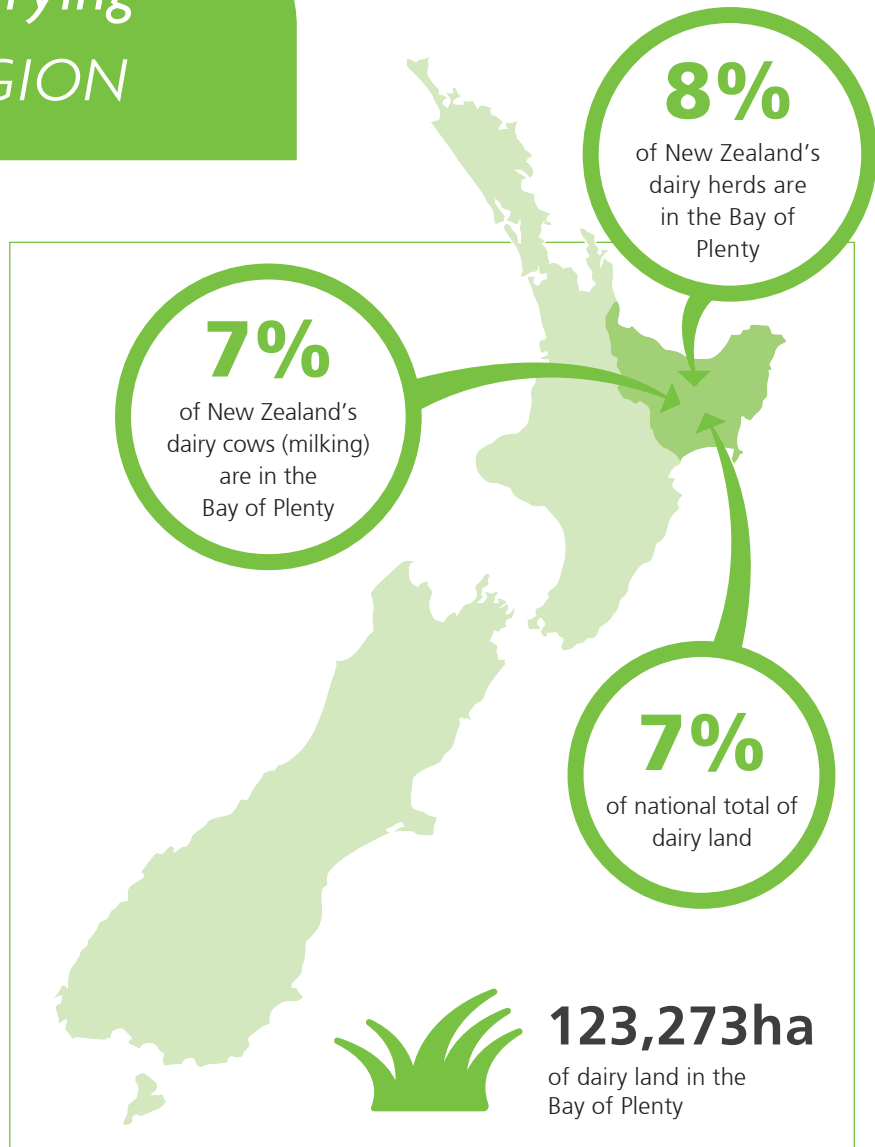 GION
8%
of New Zealand's
dairy herds are
in the Bay of
Plenty
7%
of New Zealand's
dairy cows (milking)
are in the
Bay of Plenty
7%
of national total of
dairy land
123,273ha
of dairy land in the
Bay of Plenty